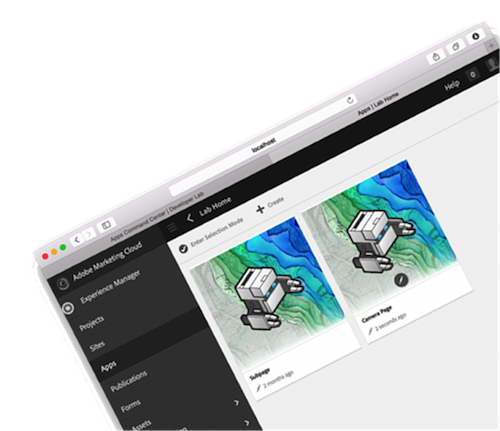 localhost
Apps Command Center | Developer Lab
Apps | Lab Home
Adobe Marketing Cloud
Lab Home
Help
0
Experience Manager
Enter Selection Mode
Create
Projects
Sites
Apps
Publications
Forms
Assets
Subpage
2 months ago
Camera Page
2 seconds ago